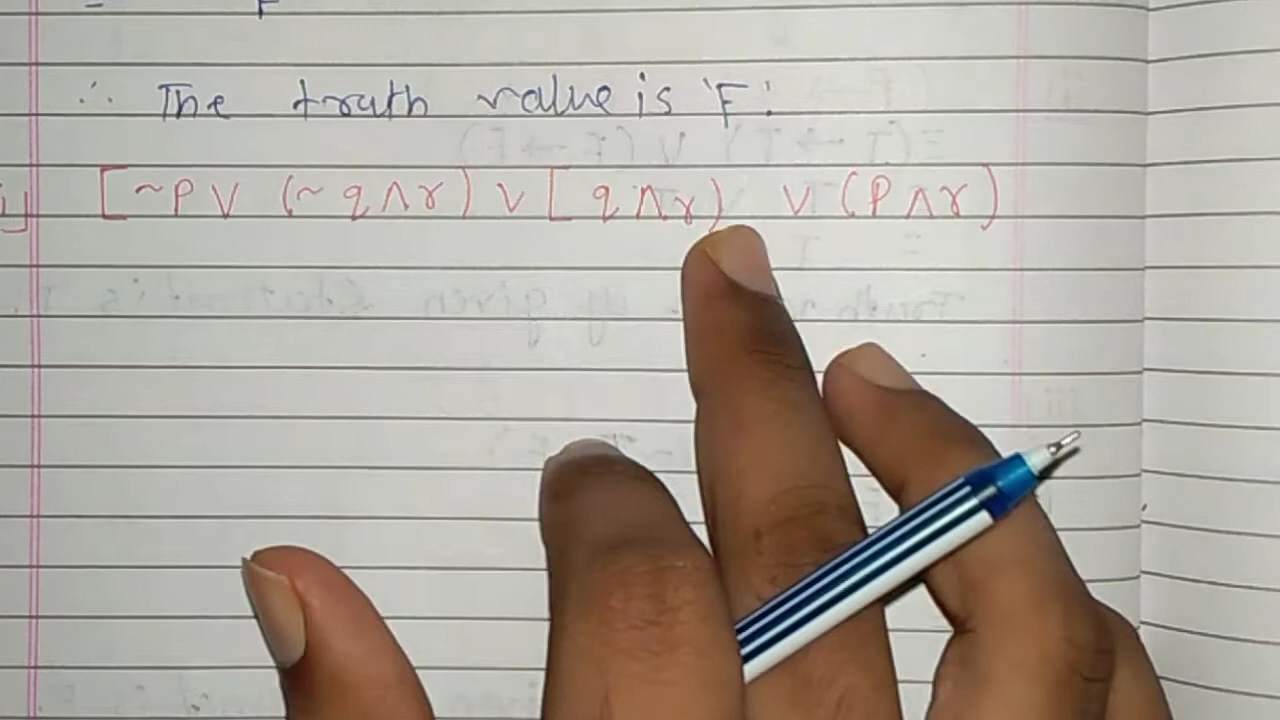 ∴ The truth value is 'F'.
[~P ∨ (~q ∧ r) ∨ [q ∧ r) ∨ (P ∧ r)